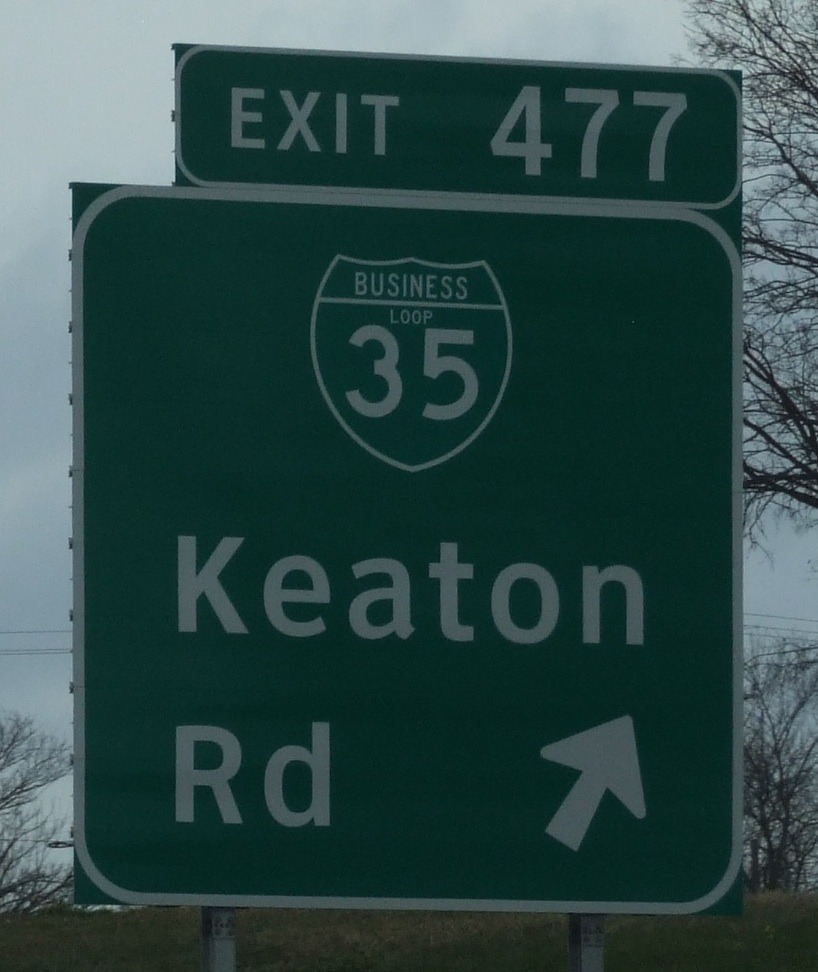 EXIT 477
BUSINESS
LOOP
35
Keaton
Rd